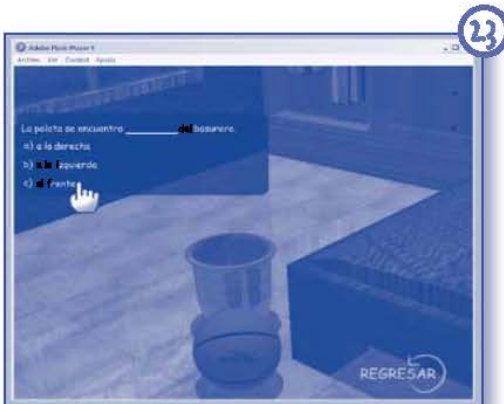 23
Adobe Flash Player 9
Archivo Ver Control Ayuda
La pelota se encuentra ________ del basurero.
a) a la derecha
b) a la izquierda
c) al frente
REGRESAR